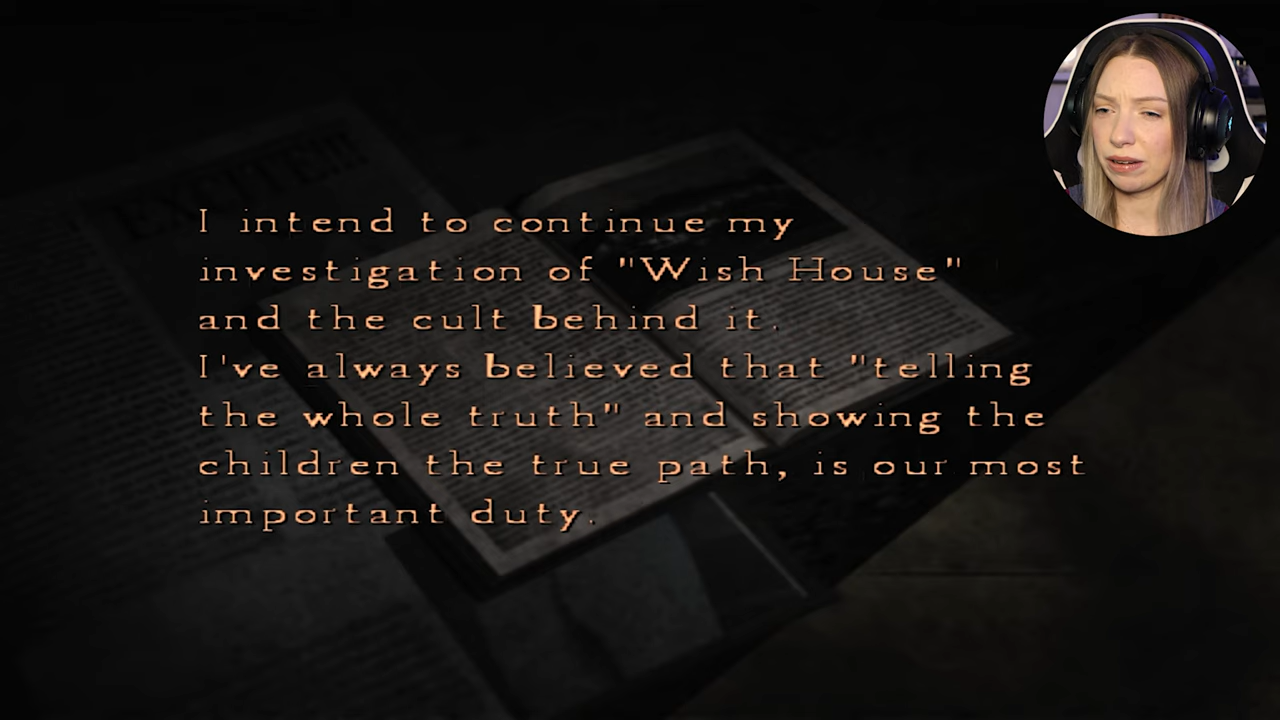 EXCITE!!!
I intend to continue my
investigation of "Wish House"
and the cult behind it.
I've always believed that "telling
the whole truth" and showing the
children the true path, is our most
important duty.